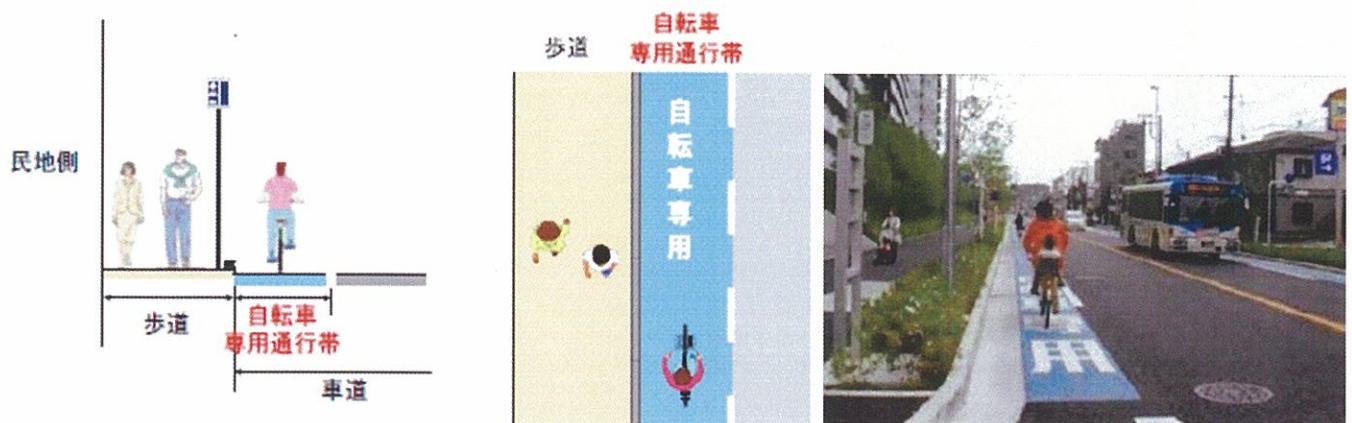 民地側
歩道
自転車
専用通行帯
車道
歩道
自転車
専用通行帯
自転車専用
用